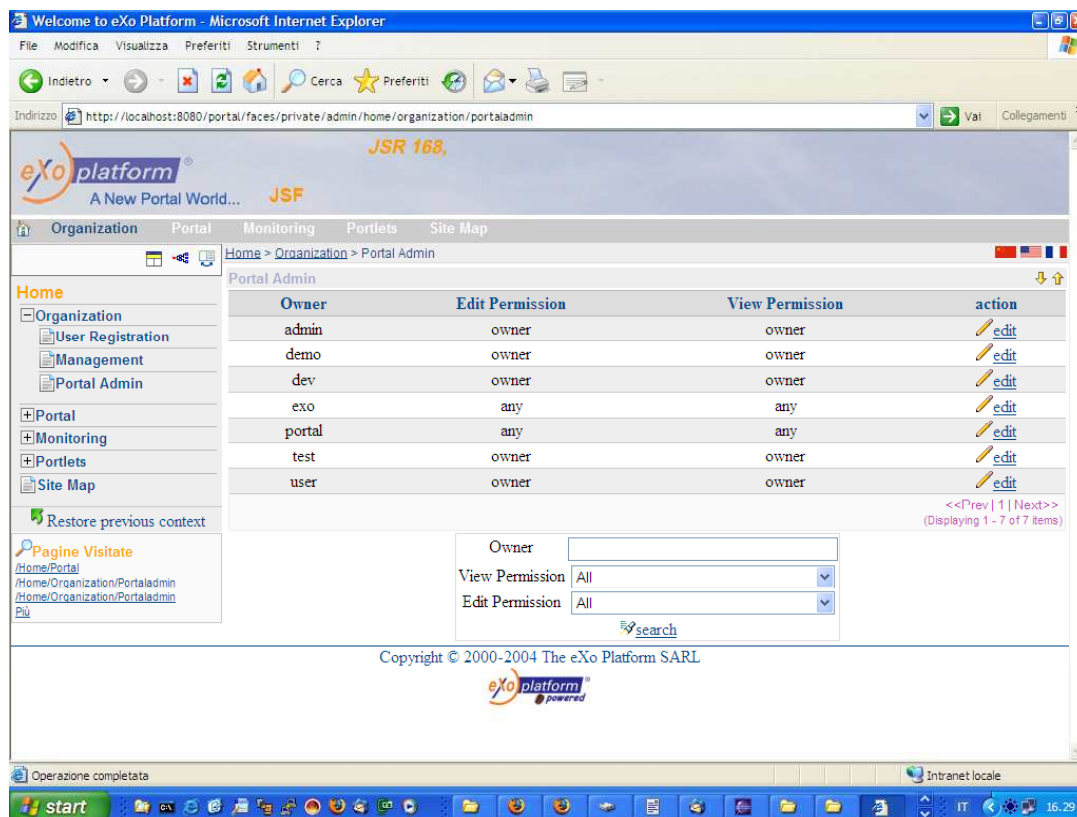 Welcome to eXo Platform - Microsoft Internet Explorer
File Modifica Visualizza Preferiti Strumenti ?
Indietro Cerca Preferiti
Indirizzo http://localhost:8080/portal/faces/private/admin/home/organization/portaladmin Vai Collegamenti
JSR 168,
eXo platform ®
A New Portal World... JSF
Organization Portal Monitoring Portlets Site Map
Home > Organization > Portal Admin
Portal Admin
Home
Organization
User Registration
Management
Portal Admin
Portal
Monitoring
Portlets
Site Map
Restore previous context
Pagine Visitate
/Home/Portal
/Home/Organization/Portaladmin
/Home/Organization/Portaladmin
Più
Owner Edit Permission View Permission action
admin owner owner edit
demo owner owner edit
dev owner owner edit
exo any any edit
portal any any edit
test owner owner edit
user owner owner edit
<<Prev | 1 | Next>>
(Displaying 1 - 7 of 7 items)
Owner
View Permission All
Edit Permission All
search
Copyright © 2000-2004 The eXo Platform SARL
eXo platform ®
powered
Operazione completata Intranet locale
start IT 16.29